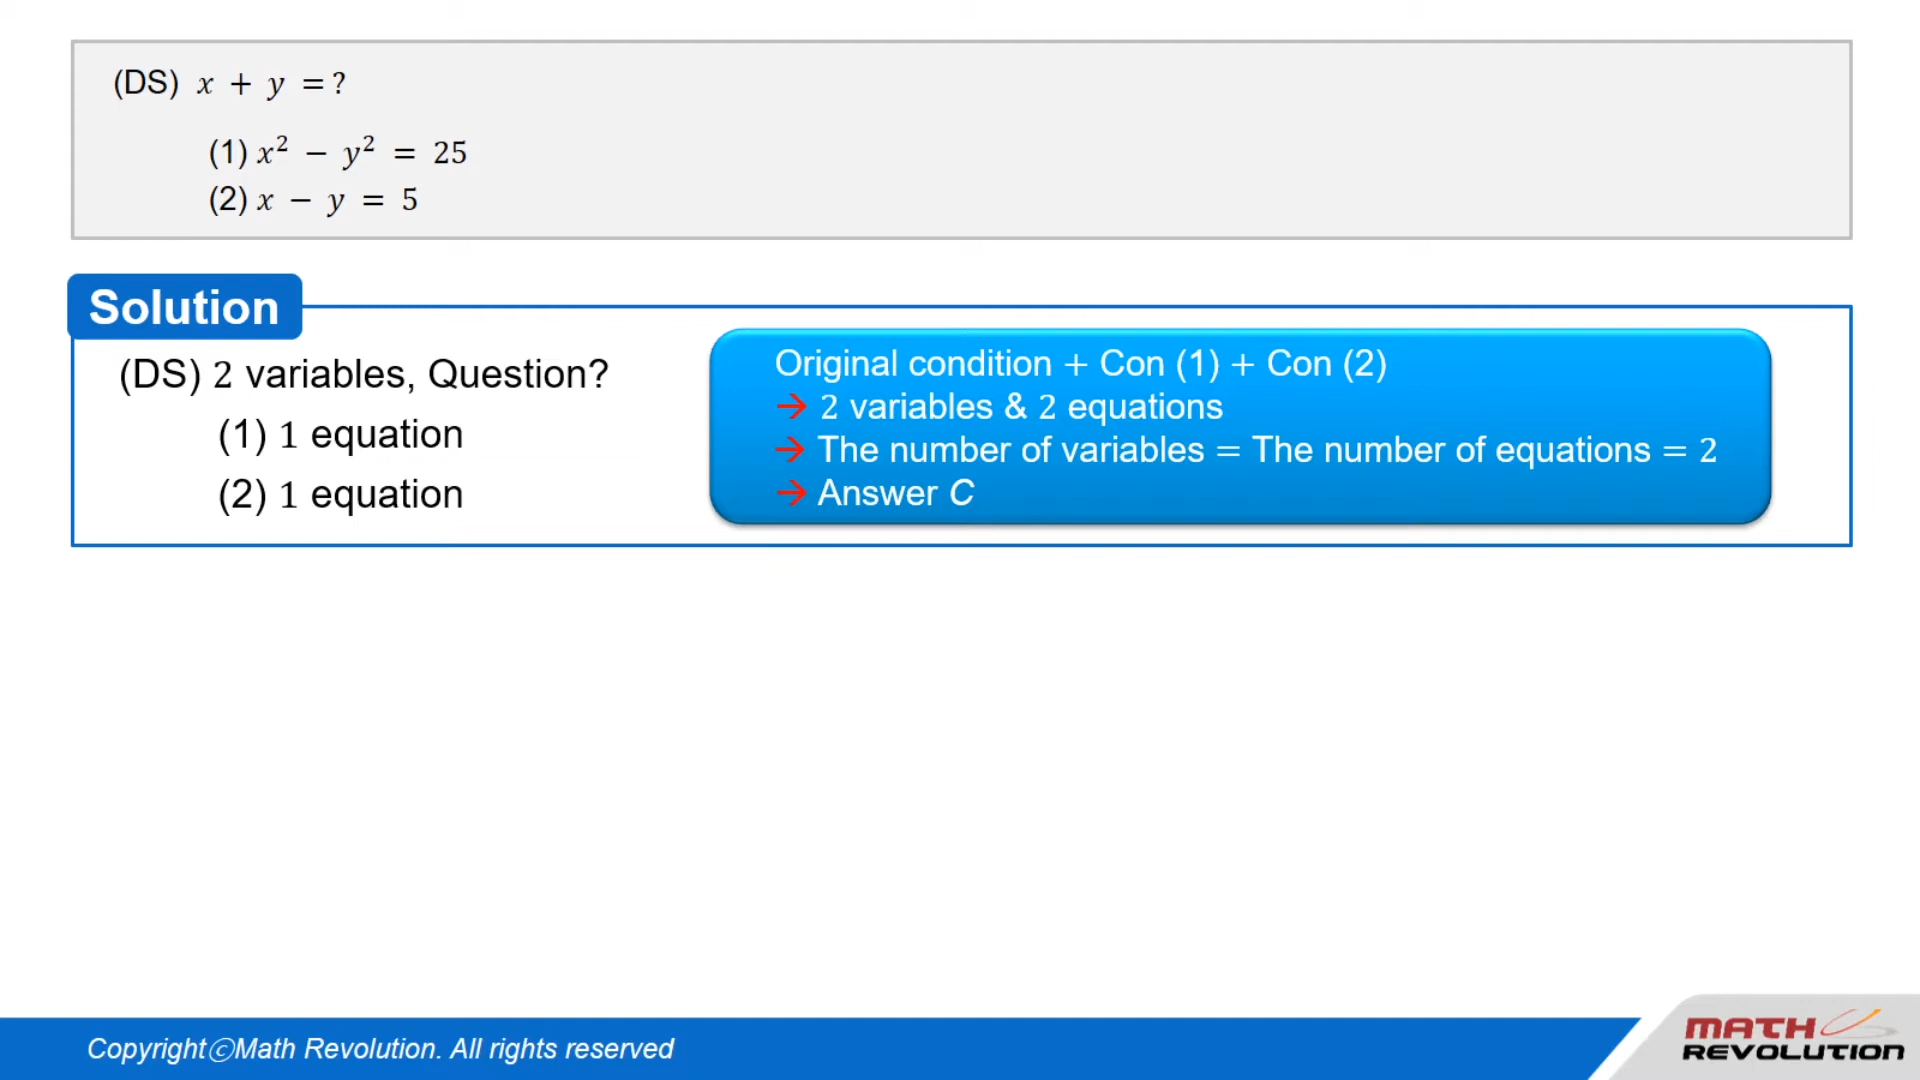 (DS) x + y = ?
(1) x² − y² = 25
(2) x − y = 5
Solution
(DS) 2 variables, Question?
(1) 1 equation
(2) 1 equation
Original condition + Con (1) + Con (2)
→ 2 variables & 2 equations
→ The number of variables = The number of equations = 2
→ Answer C
CopyrightⓒMath Revolution. All rights reserved
MATH
REVOLUTION